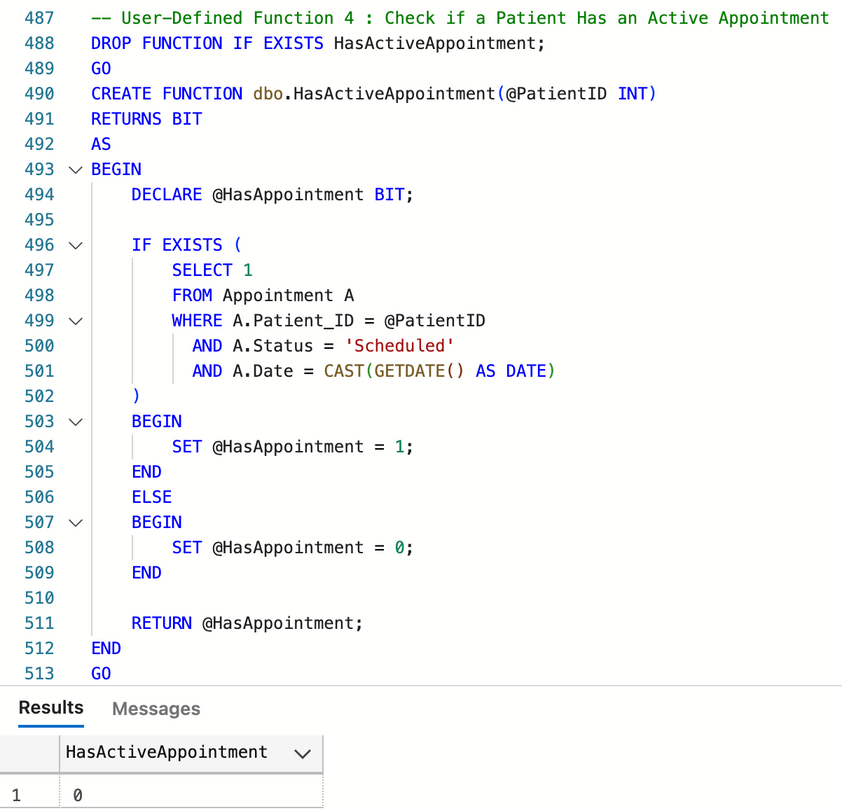 487 -- User-Defined Function 4 : Check if a Patient Has an Active Appointment
488 DROP FUNCTION IF EXISTS HasActiveAppointment;
489 GO
490 CREATE FUNCTION dbo.HasActiveAppointment(@PatientID INT)
491 RETURNS BIT
492 AS
493 BEGIN
494     DECLARE @HasAppointment BIT;
495
496     IF EXISTS (
497         SELECT 1
498         FROM Appointment A
499         WHERE A.Patient_ID = @PatientID
500           AND A.Status = 'Scheduled'
501           AND A.Date = CAST(GETDATE() AS DATE)
502     )
503     BEGIN
504         SET @HasAppointment = 1;
505     END
506     ELSE
507     BEGIN
508         SET @HasAppointment = 0;
509     END
510
511     RETURN @HasAppointment;
512 END
513 GO
Results Messages
HasActiveAppointment
1 0